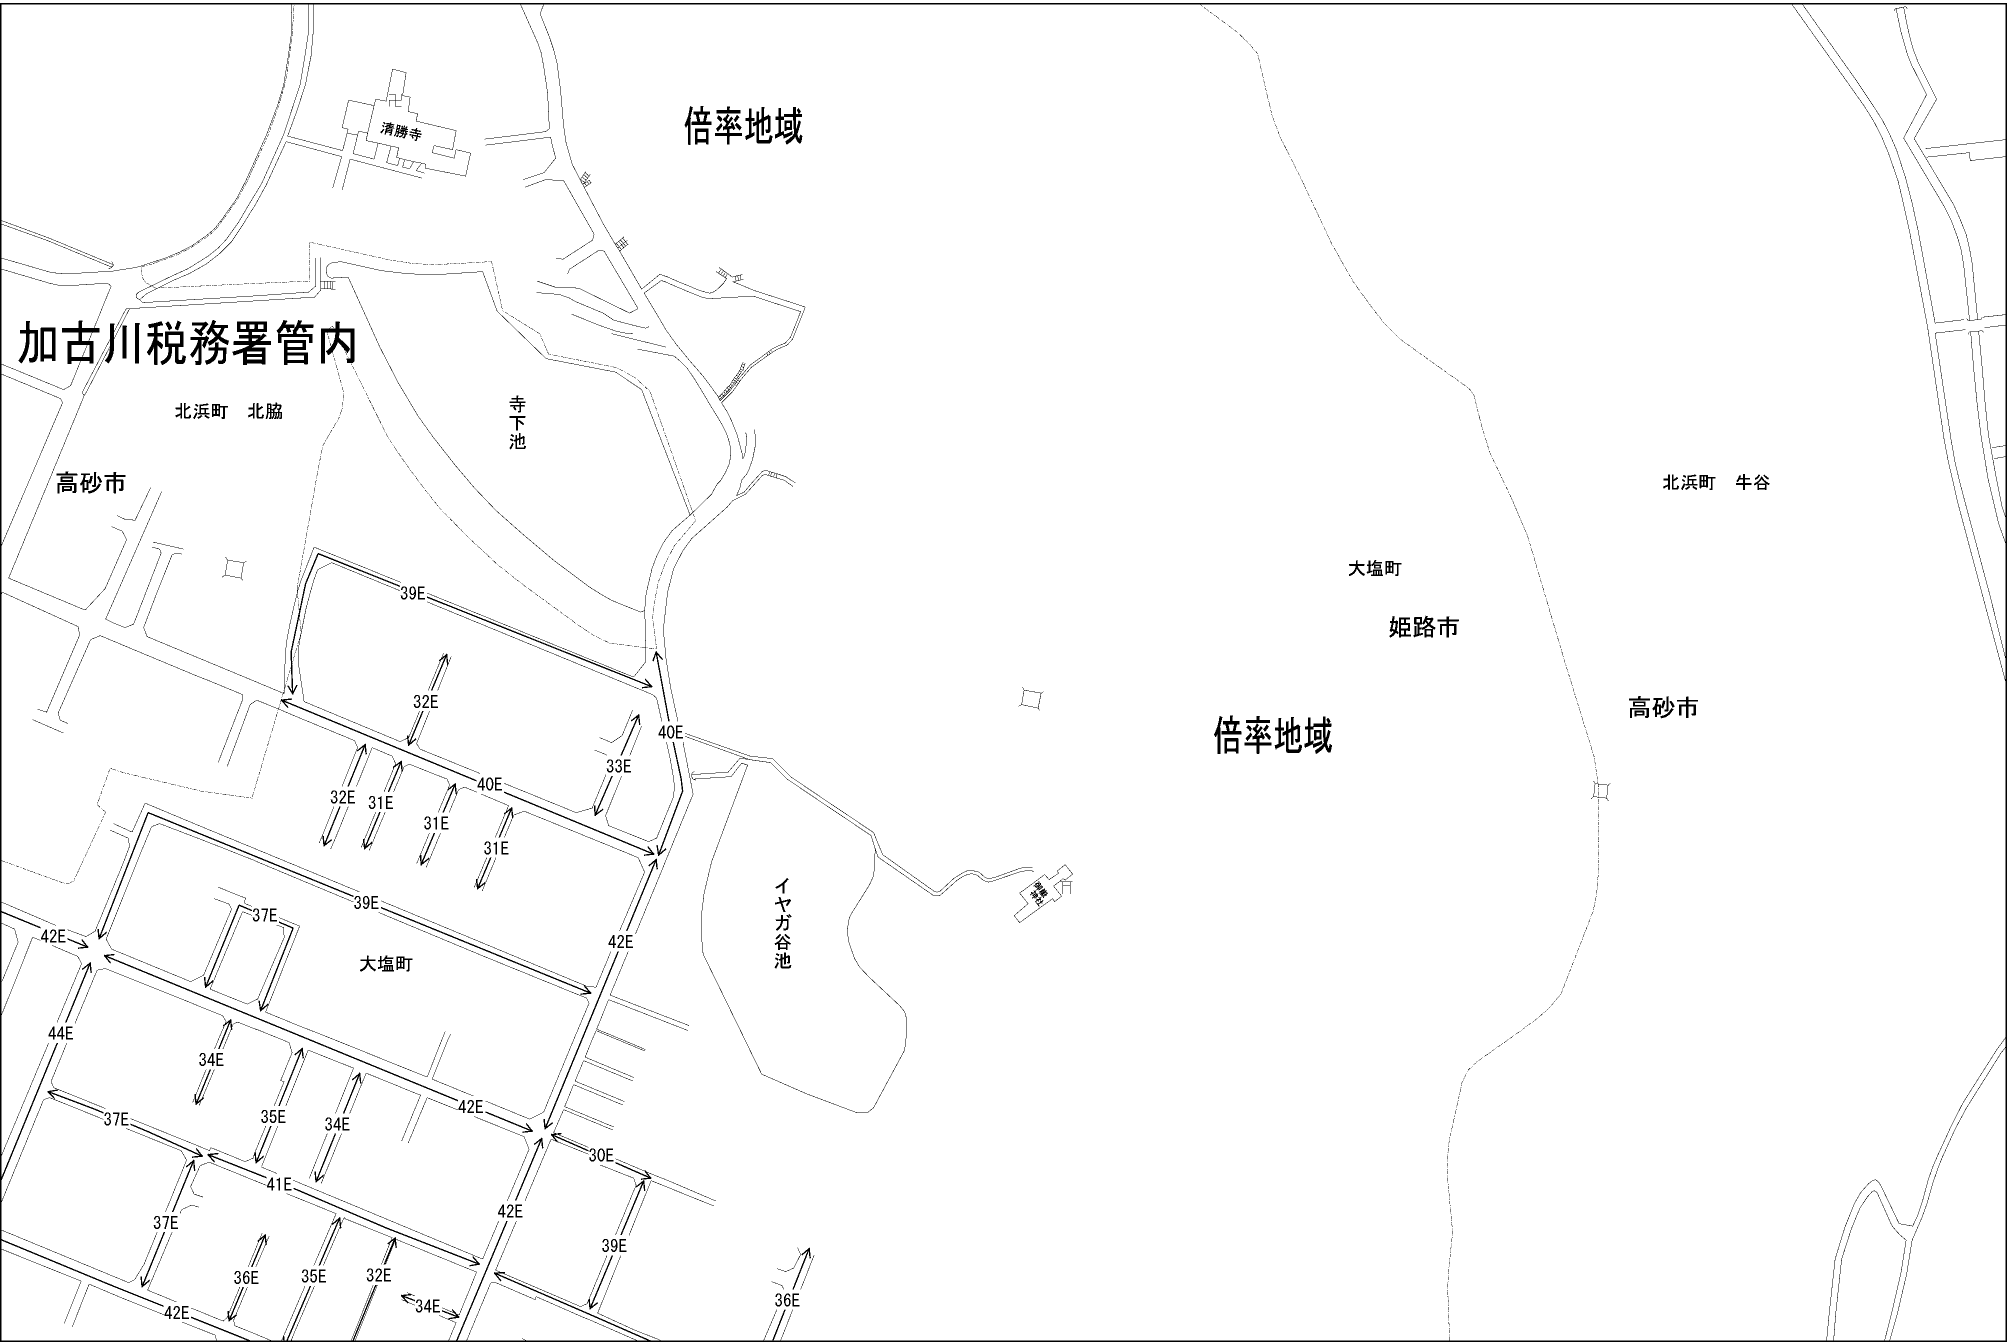 清勝寺
倍率地域
加古川税務署管内
北浜町 北脇
寺下池
高砂市
北浜町 牛谷
大塩町
姫路市
39E
32E
40E
高砂市
倍率地域
33E
40E
32E
31E
31E
31E
イヤガ谷池
39E
37E
42E
42E
大塩町
44E
34E
42E
35E
37E
34E
30E
41E
42E
37E
39E
36E
35E
32E
36E
34E
42E